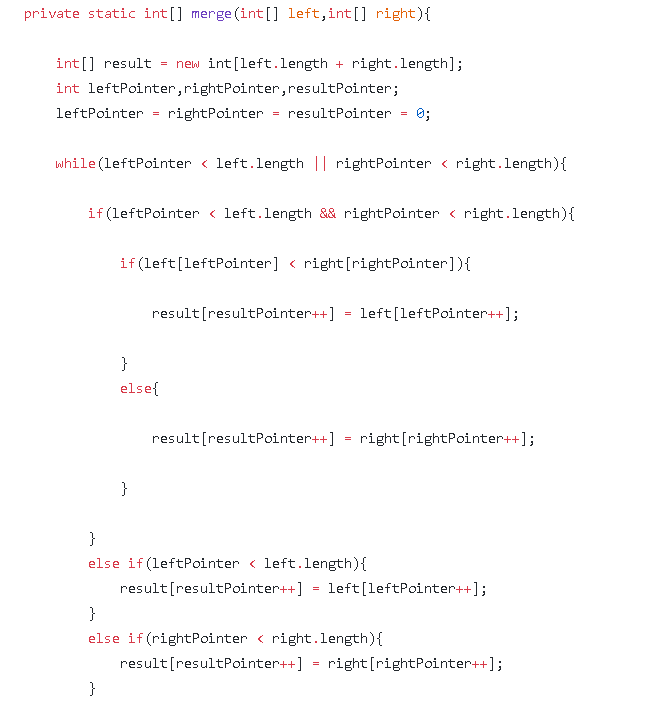 private static int[] merge(int[] left,int[] right){
int[] result = new int[left.length + right.length];
int leftPointer,rightPointer,resultPointer;
leftPointer = rightPointer = resultPointer = 0;
while(leftPointer < left.length || rightPointer < right.length){
if(leftPointer < left.length && rightPointer < right.length){
if(left[leftPointer] < right[rightPointer]){
result[resultPointer++] = left[leftPointer++];
}
else{
result[resultPointer++] = right[rightPointer++];
}
}
else if(leftPointer < left.length){
result[resultPointer++] = left[leftPointer++];
}
else if(rightPointer < right.length){
result[resultPointer++] = right[rightPointer++];
}